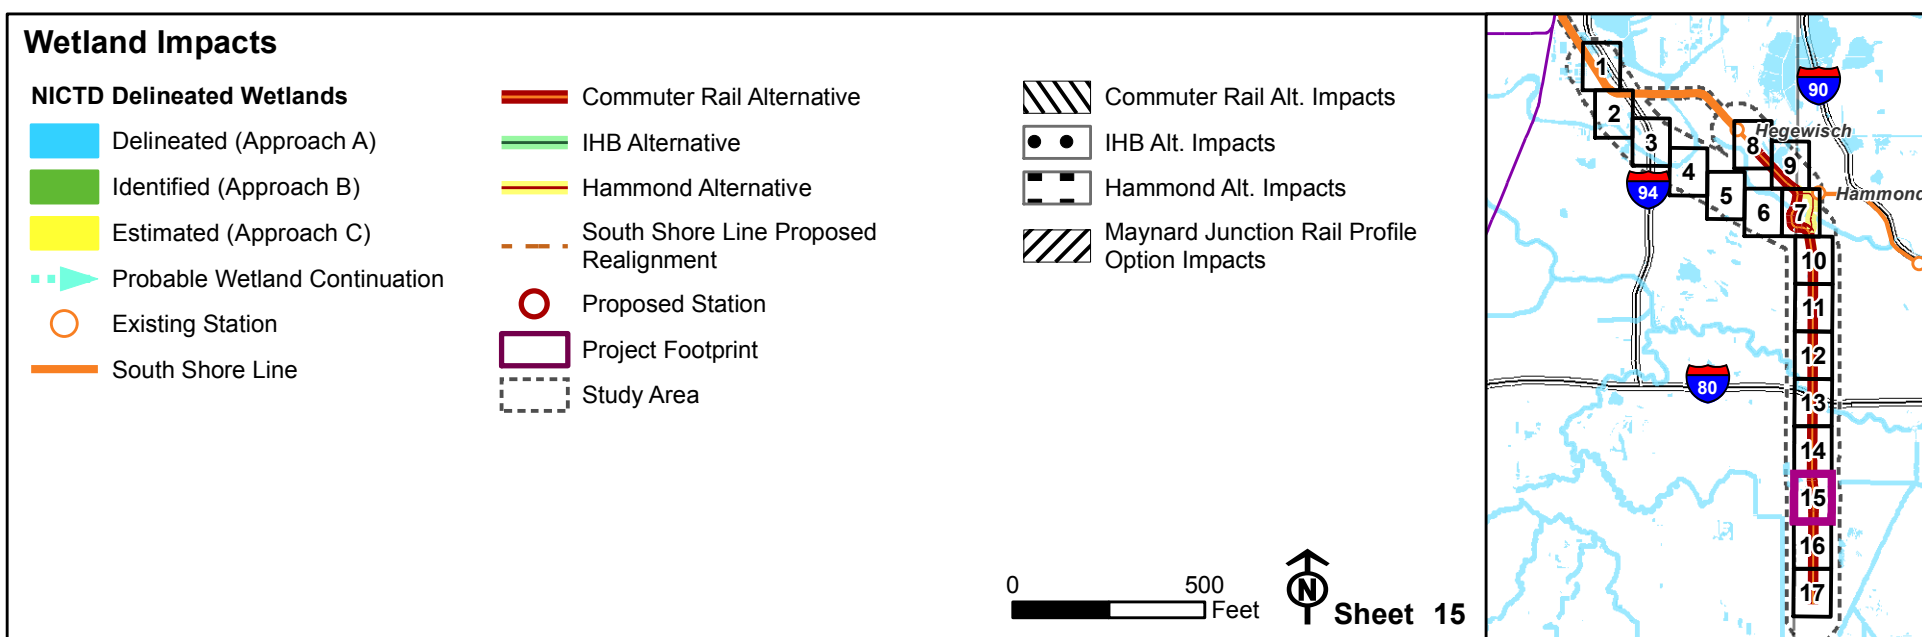 Wetland Impacts
NICTD Delineated Wetlands
Delineated (Approach A)
Identified (Approach B)
Estimated (Approach C)
Probable Wetland Continuation
Existing Station
South Shore Line
Commuter Rail Alternative
IHB Alternative
Hammond Alternative
South Shore Line Proposed
Realignment
Proposed Station
Project Footprint
Study Area
Commuter Rail Alt. Impacts
IHB Alt. Impacts
Hammond Alt. Impacts
Maynard Junction Rail Profile
Option Impacts
0 500
Feet
N
Sheet 15
1
90
2
Hegewisch
3
8
9
4
94
5
Hammond
6
7
10
11
12
80
13
14
15
16
17